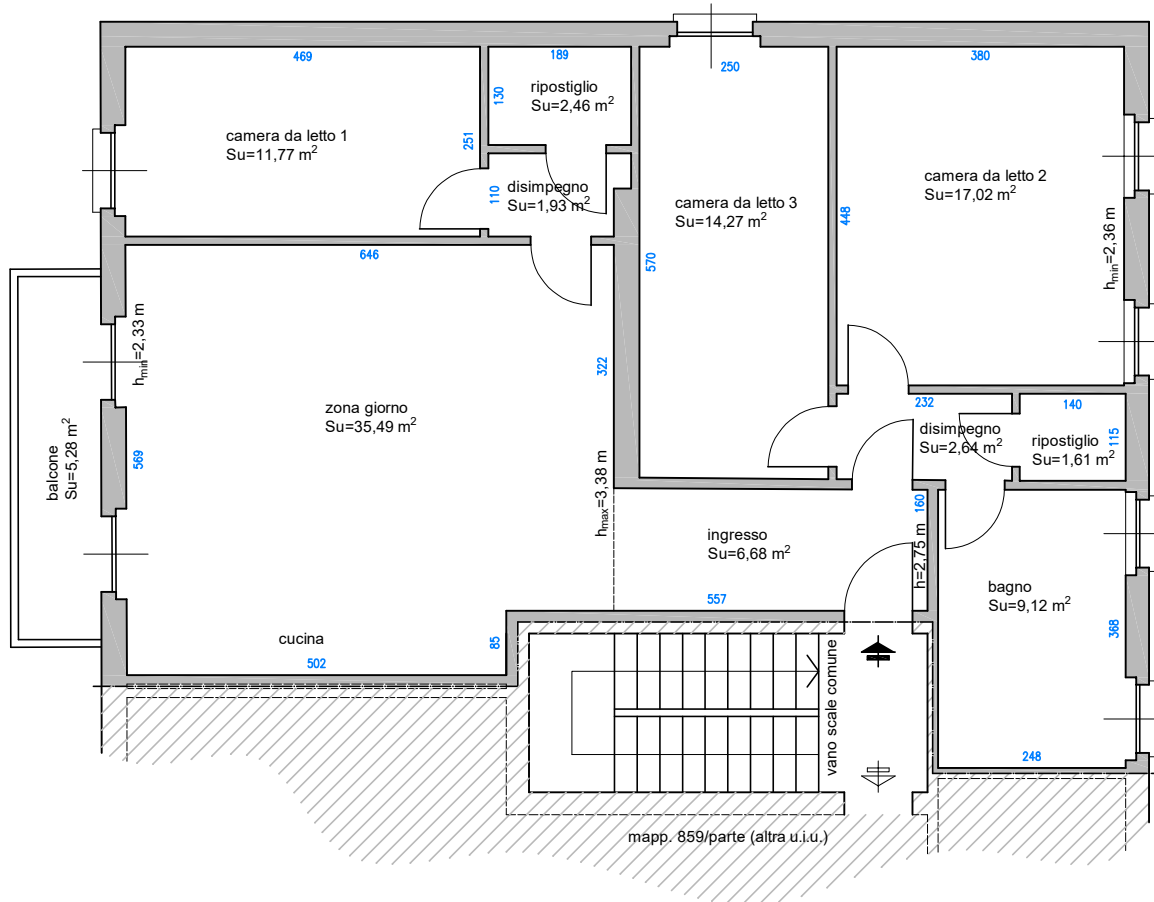 469
189
250
380
130
ripostiglio
Su=2,46 m²
251
camera da letto 1
Su=11,77 m²
110
disimpegno
Su=1,93 m²
camera da letto 3
Su=14,27 m²
camera da letto 2
Su=17,02 m²
448
570
hmin=2,36 m
646
hmin=2,33 m
322
zona giorno
Su=35,49 m²
232
140
disimpegno
Su=2,64 m²
ripostiglio
Su=1,61 m²
115
balcone
Su=5,28 m²
569
hmax=3,38 m
160
ingresso
Su=6,68 m²
h=2,75 m
557
bagno
Su=9,12 m²
368
cucina
85
502
vano scale comune
248
mapp. 859/parte (altra u.i.u.)